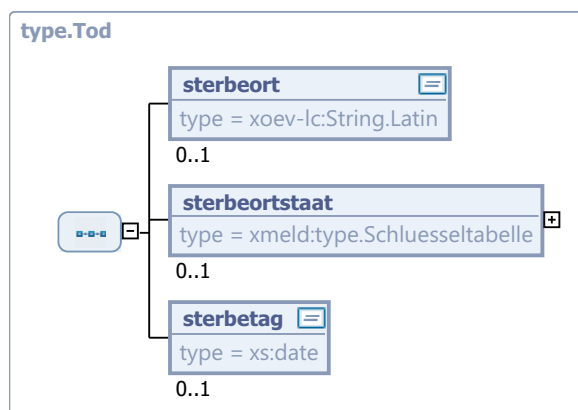 type.Tod
sterbeort
type = xoev-lc:String.Latin
0..1
sterbeortstaat
type = xmeld:type.Schluesseltabelle
0..1
sterbetag
type = xs:date
0..1